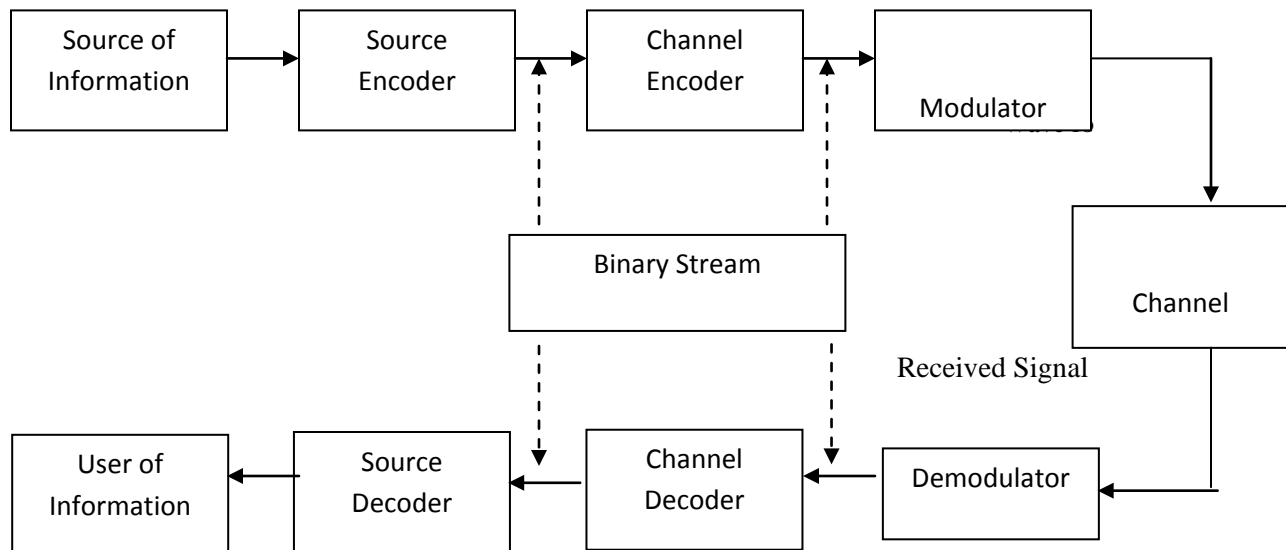 Source of
Information
Source
Encoder
Channel
Encoder
Modulator
Binary Stream
Channel
Received Signal
User of
Information
Source
Decoder
Channel
Decoder
Demodulator